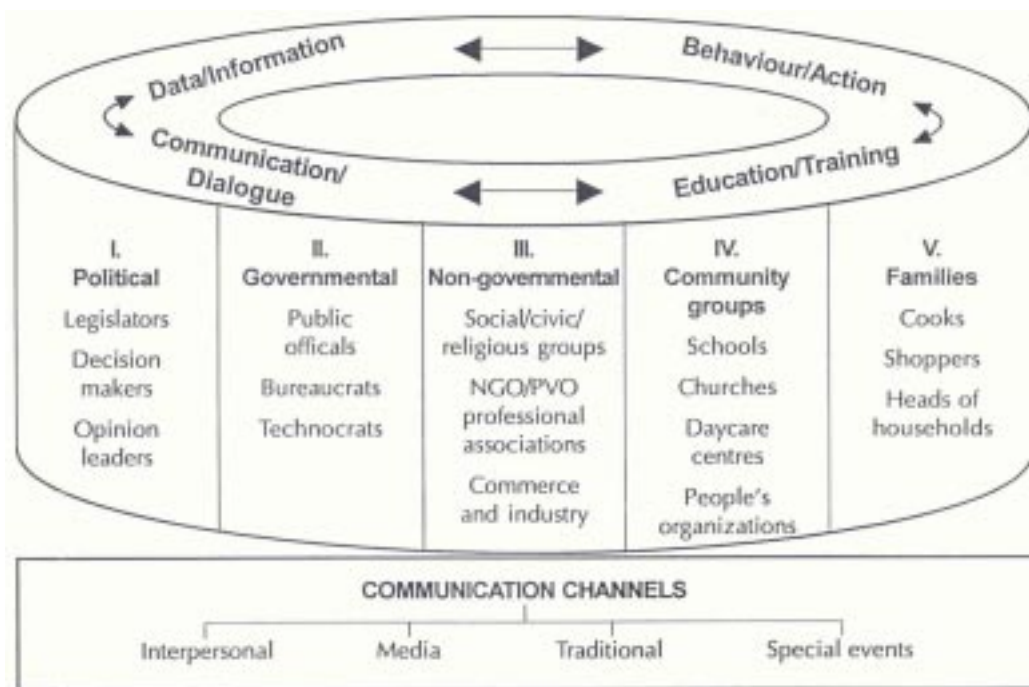 Data/Information
Behaviour/Action
Communication/
Dialogue
Education/Training
I.
Political
Legislators
Decision
makers
Opinion
leaders
II.
Governmental
Public
officals
Bureaucrats
Technocrats
III.
Non-governmental
Social/civic/
religious groups
NGO/PVO
professional
associations
Commerce
and industry
IV.
Community
groups
Schools
Churches
Daycare
centres
People's
organizations
V.
Families
Cooks
Shoppers
Heads of
households
COMMUNICATION CHANNELS
Interpersonal
Media
Traditional
Special events